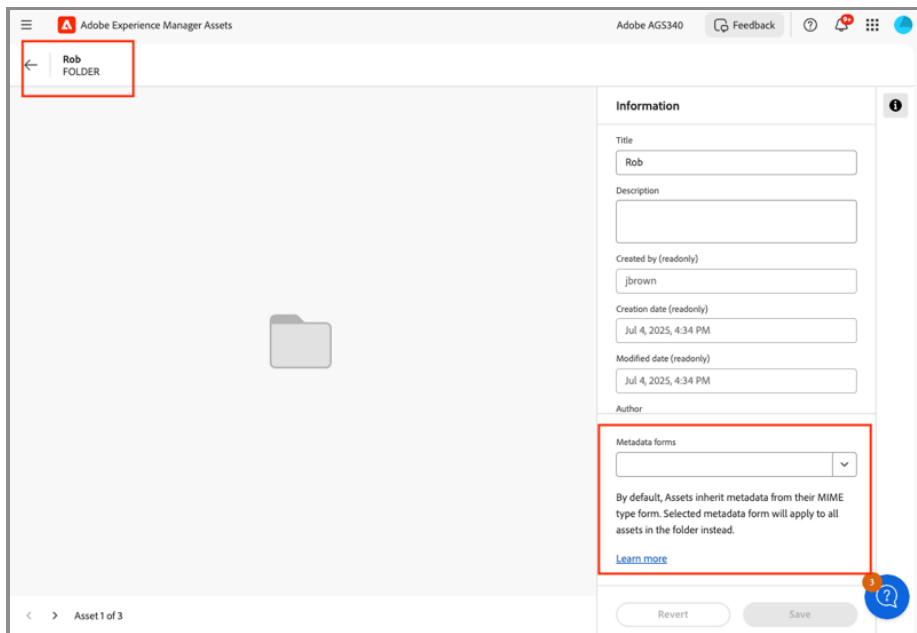 Adobe Experience Manager Assets
Adobe AGS340
Feedback
9+
Rob
FOLDER
Information
Title
Rob
Description
Created by (readonly)
jbrown
Creation date (readonly)
Jul 4, 2025, 4:34 PM
Modified date (readonly)
Jul 4, 2025, 4:34 PM
Author
Metadata forms
By default, Assets inherit metadata from their MIME
type form. Selected metadata form will apply to all
assets in the folder instead.
Learn more
3
Asset 1 of 3
Revert
Save